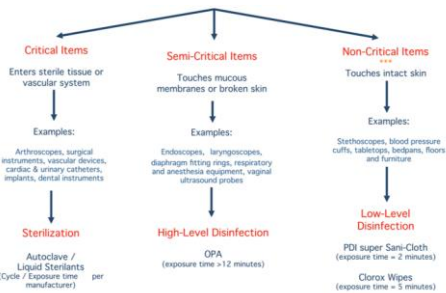 Critical Items
Enters sterile tissue or
vascular system
Examples:
Arthroscopes, surgical
instruments, vascular devices,
cardiac & urinary catheters,
implants, dental instruments
Sterilization
Autoclave /
Liquid Sterilants
(Cycle / Exposure time per
manufacturer)
Semi-Critical Items
Touches mucous
membranes or broken skin
Examples:
Endoscopes, laryngoscopes,
diaphragm fitting rings, respiratory
and anesthesia equipment, vaginal
ultrasound probes
High-Level Disinfection
OPA
(exposure time >12 minutes)
Non-Critical Items
***
Touches intact skin
Examples:
Stethoscopes, blood pressure
cuffs, tabletops, bedpans, floors
and furniture
Low-Level
Disinfection
PDI super Sani-Cloth
(exposure time = 2 minutes)
Clorox Wipes
(exposure time = 5 minutes)